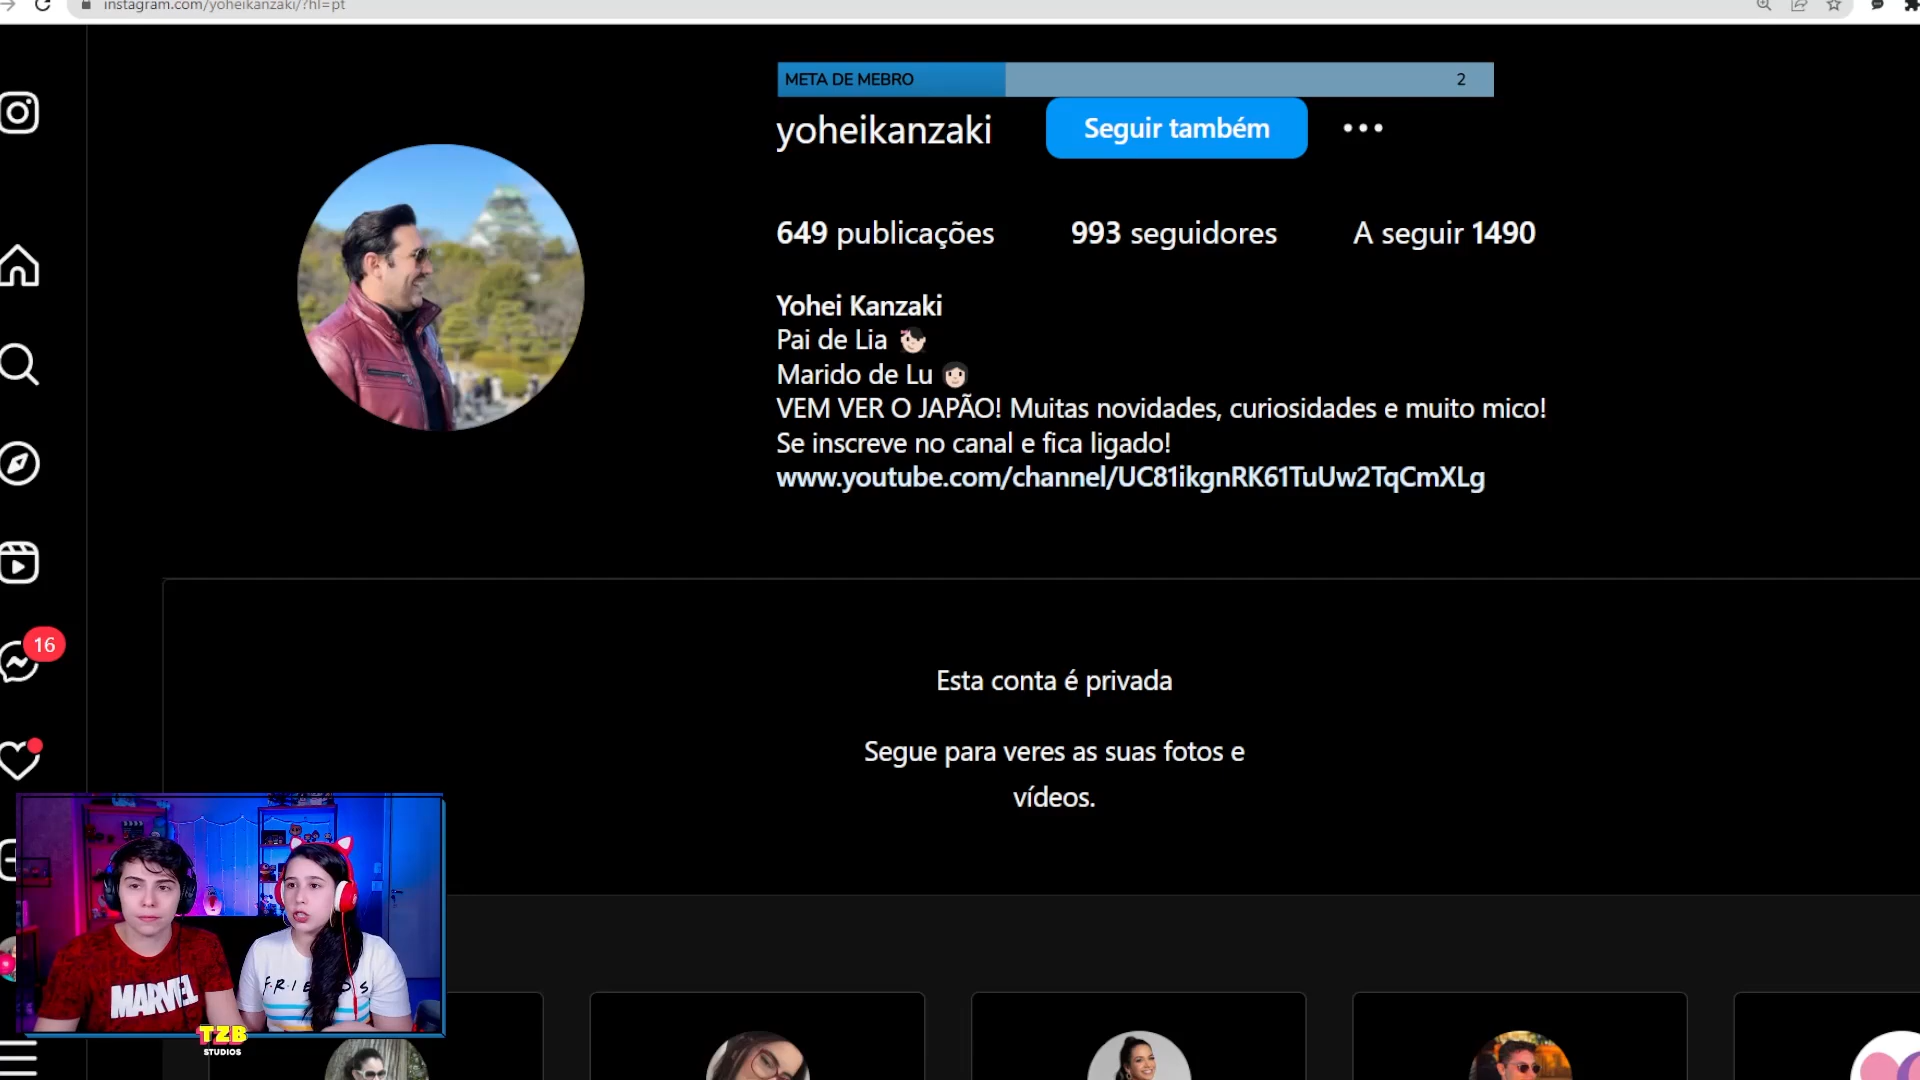 instagram.com/yoheikanzaki/?hl=pt
META DE MEBRO 2
yoheikanzaki Seguir também
649 publicações 993 seguidores A seguir 1490
Yohei Kanzaki
Pai de Lia
Marido de Lu
VEM VER O JAPÃO! Muitas novidades, curiosidades e muito mico!
Se inscreve no canal e fica ligado!
www.youtube.com/channel/UC81ikgnRK61TuUw2TqCmXLg
16
Esta conta é privada
Segue para veres as suas fotos e
vídeos.
MARVEL
FRIENDS
TZB
STUDIOS